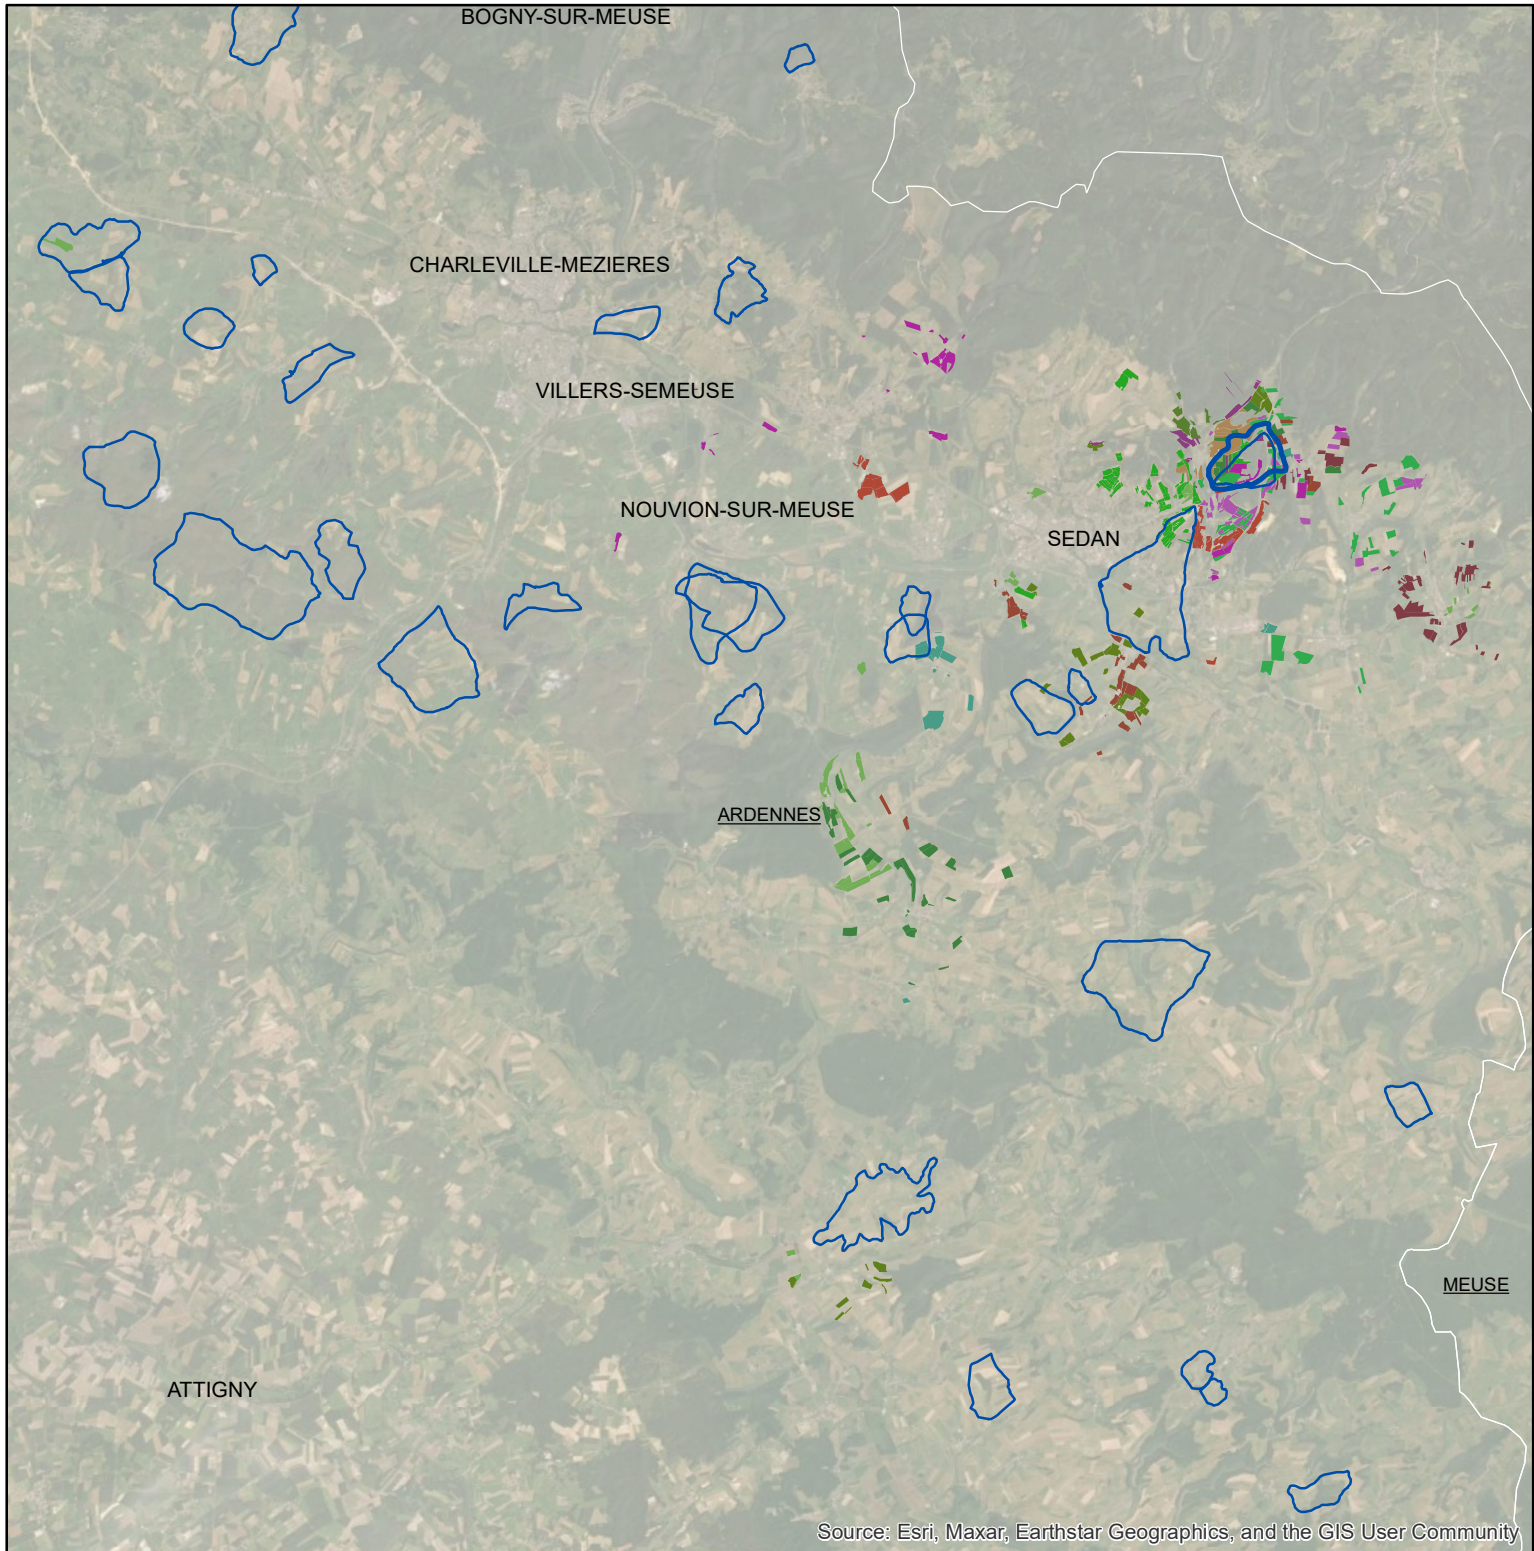 BOGNY-SUR-MEUSE
CHARLEVILLE-MEZIERES
VILLERS-SEMEUSE
NOUVION-SUR-MEUSE
SEDAN
ARDENNES
MEUSE
ATTIGNY
Source: Esri, Maxar, Earthstar Geographics, and the GIS User Community